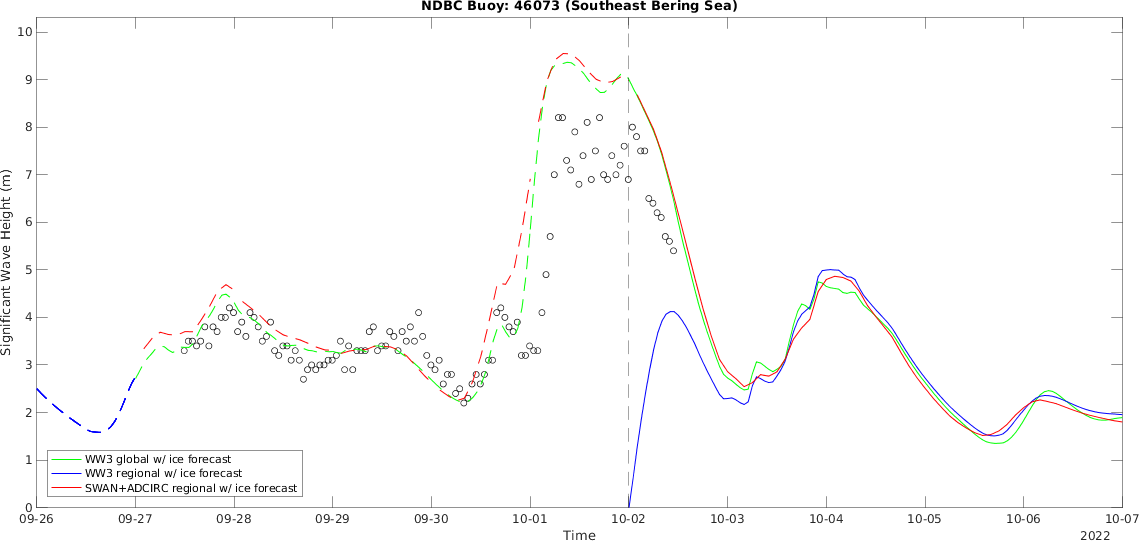 NDBC Buoy: 46073 (Southeast Bering Sea)
10
9
8
7
6
5
4
3
2
1
0
Significant Wave Height (m)
WW3 global w/ ice forecast
WW3 regional w/ ice forecast
SWAN+ADCIRC regional w/ ice forecast
09-26 09-27 09-28 09-29 09-30 10-01 10-02 10-03 10-04 10-05 10-06 10-07
Time
2022